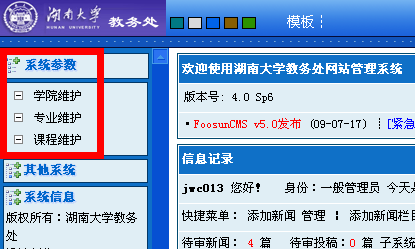 湖南大学 教务处
HUNAN UNIVERSITY
模板
系统参数
学院维护
专业维护
课程维护
其他系统
系统信息
版权所有：湖南大学教务
处
欢迎使用湖南大学教务处网站管理系统
版本号： 4.0 Sp6
·FoosunCMS v5.0发布 (09-07-17) ┊[紧急
信息记录
jwc013 您好! 身份：一般管理员 今天是
快捷菜单： 添加新闻 管理 ┊ 添加新闻栏目
待审新闻： 4 篇 待审投稿：0 篇 子系统